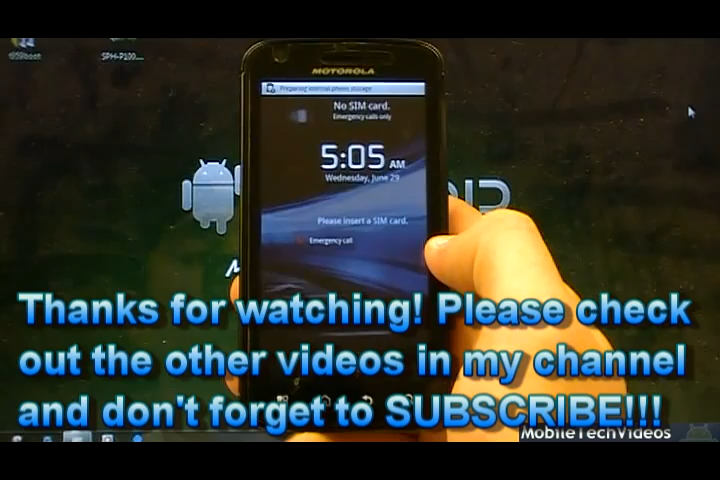 SPH-P100...
MOTOROLA
Preparing internal phone storage
No SIM card.
Emergency calls only
5:05 AM
Wednesday, June 29
Please insert a SIM card.
Emergency call
Thanks for watching! Please check
out the other videos in my channel
and don't forget to SUBSCRIBE!!!
MobileTechVideos